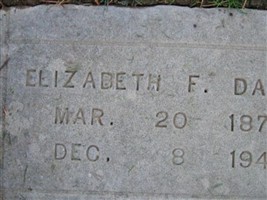 ELIZABETH F. DA
MAR. 20 187
DEC. 8 194